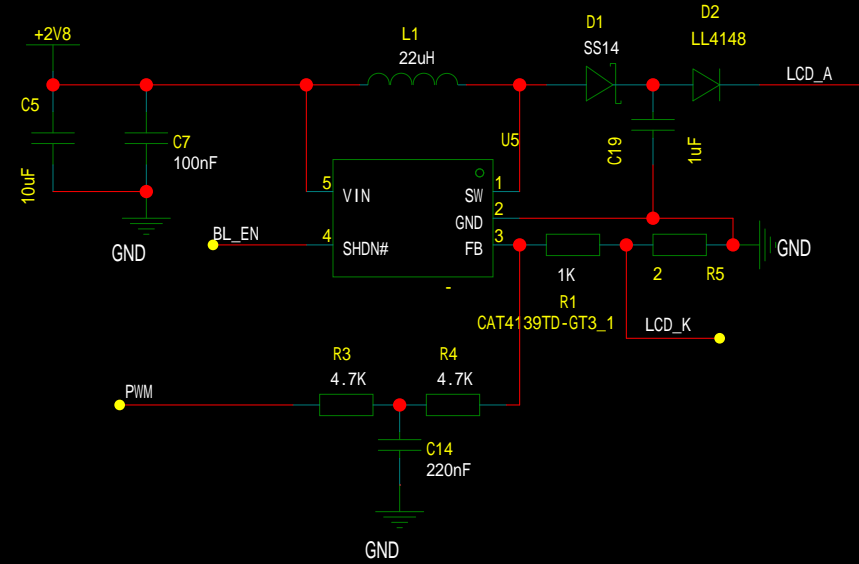 +2V8
L1
22uH
D1
SS14
D2
LL4148
LCD_A
C5
10uF
C7
100nF
GND
U5
C19
1uF
5
VIN
SW
1
GND
2
4
SHDN#
FB
3
BL_EN
-
1K
R1
2
R5
GND
CAT4139TD-GT3_1
LCD_K
PWM
R3
4.7K
R4
4.7K
C14
220nF
GND